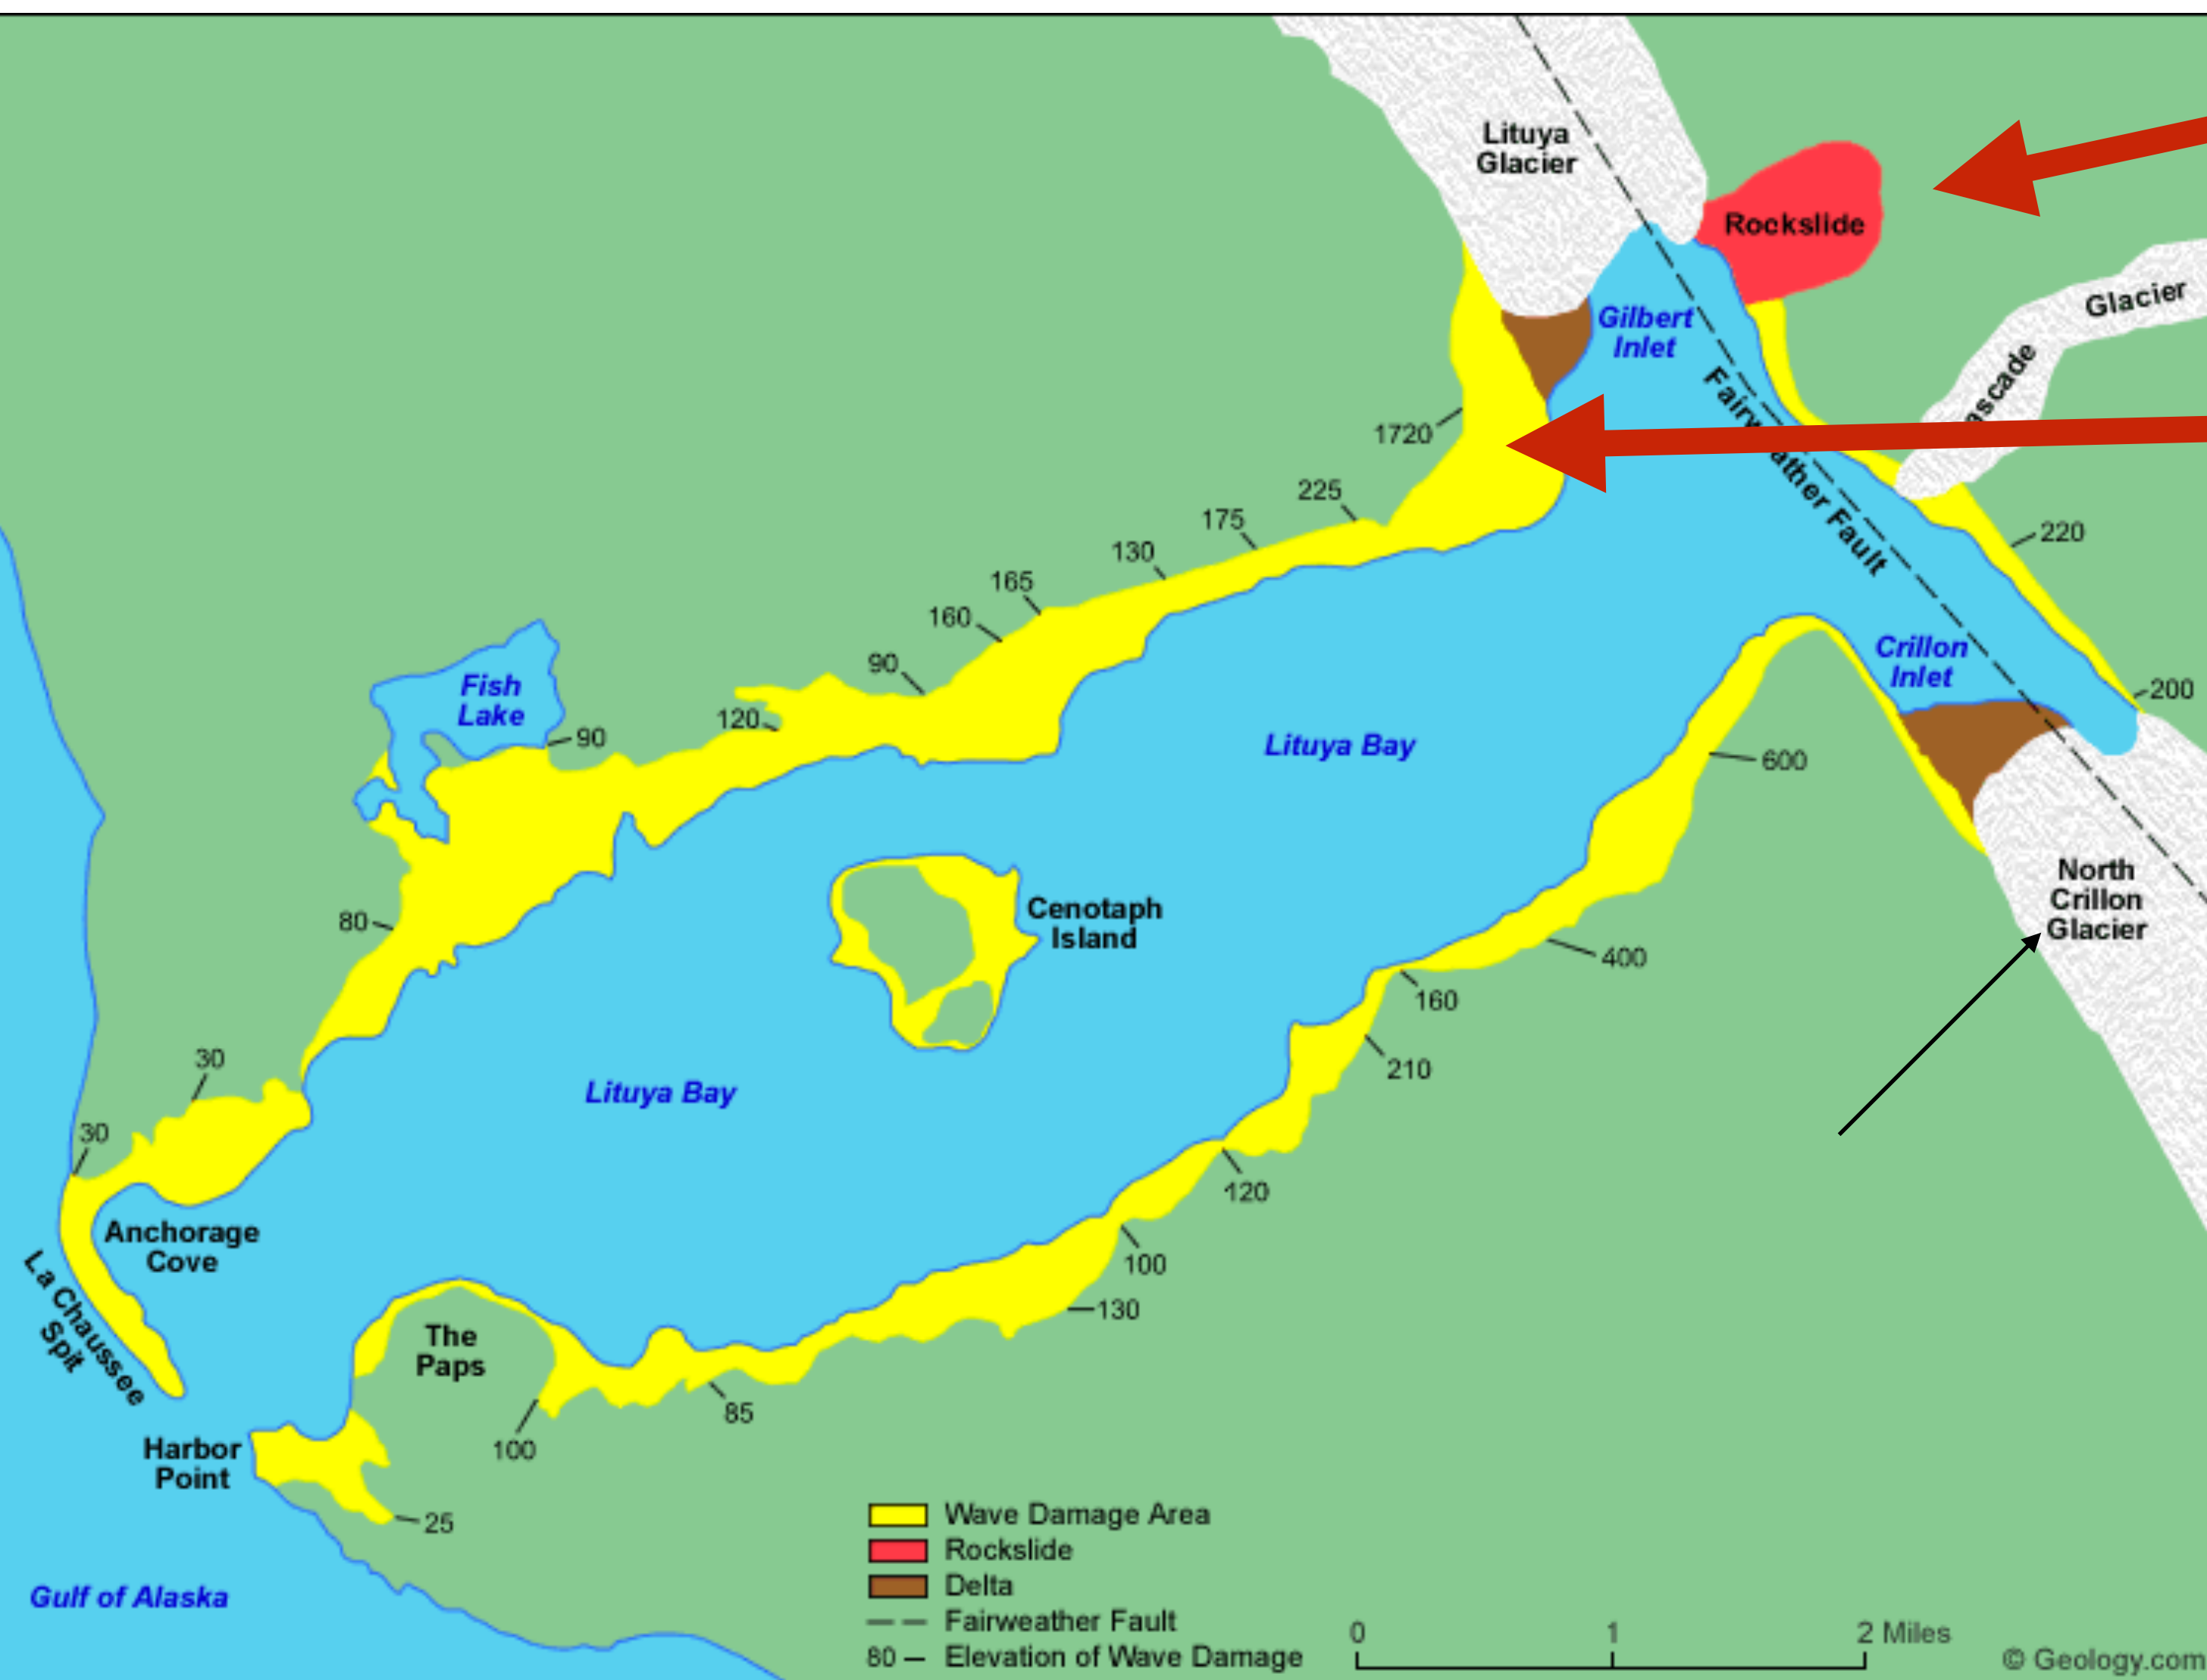 Lituya
Glacier
Rockslide
Glacier
ascade
Gilbert
Inlet
Fairweather Fault
1720
225
175
130
165
160
90
120
220
200
Crillon
Inlet
Fish
Lake
90
Lituya Bay
600
North
Crillon
Glacier
80
Cenotaph
Island
400
160
210
30
Lituya Bay
30
120
Anchorage
Cove
La Chaussee
Spit
100
130
The
Paps
85
100
Harbor
Point
25
Gulf of Alaska
Wave Damage Area
Rockslide
Delta
Fairweather Fault
80 — Elevation of Wave Damage
0 1 2 Miles
© Geology.com